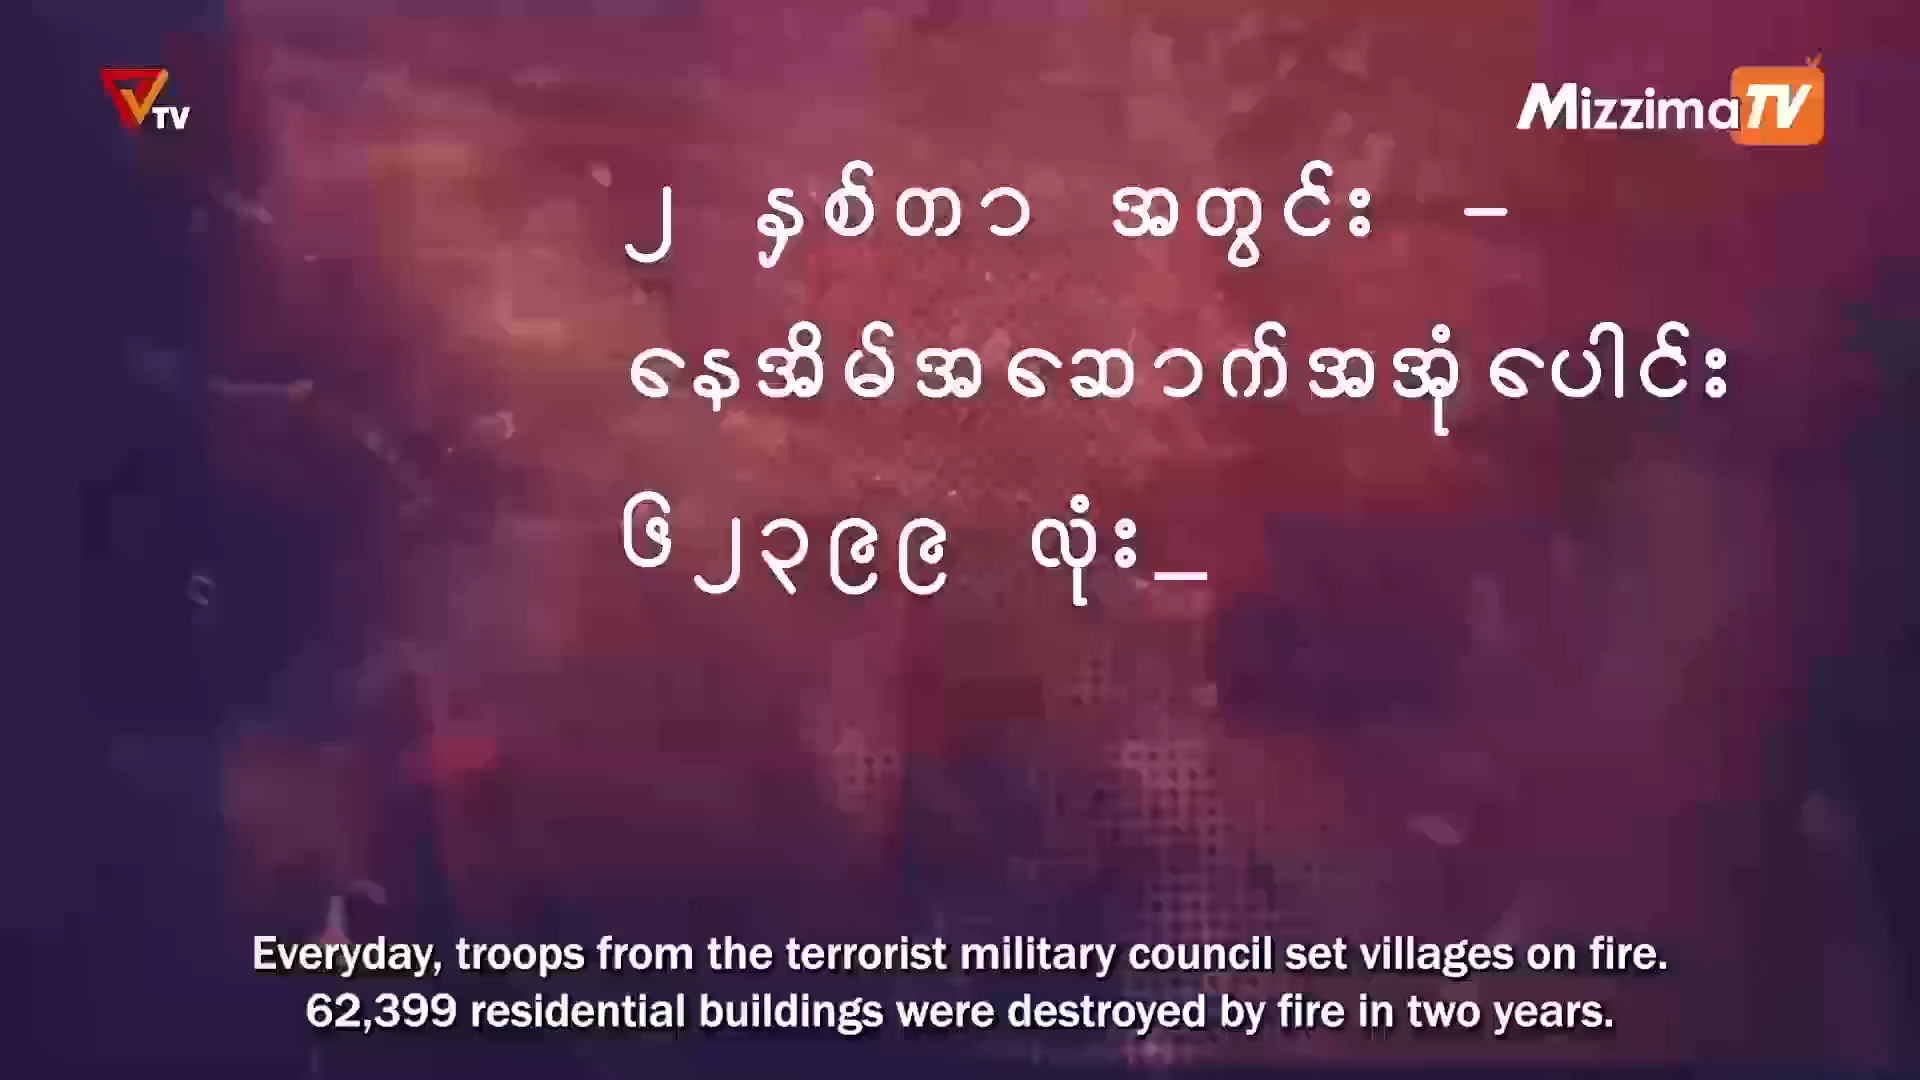 TV
MizzimaTV
၂ နှစ်တာ အတွင်း -
နေအိမ်အဆောက်အအုံပေါင်း
၆၂၃၉၉ လုံး_
Everyday, troops from the terrorist military council set villages on fire.
62,399 residential buildings were destroyed by fire in two years.